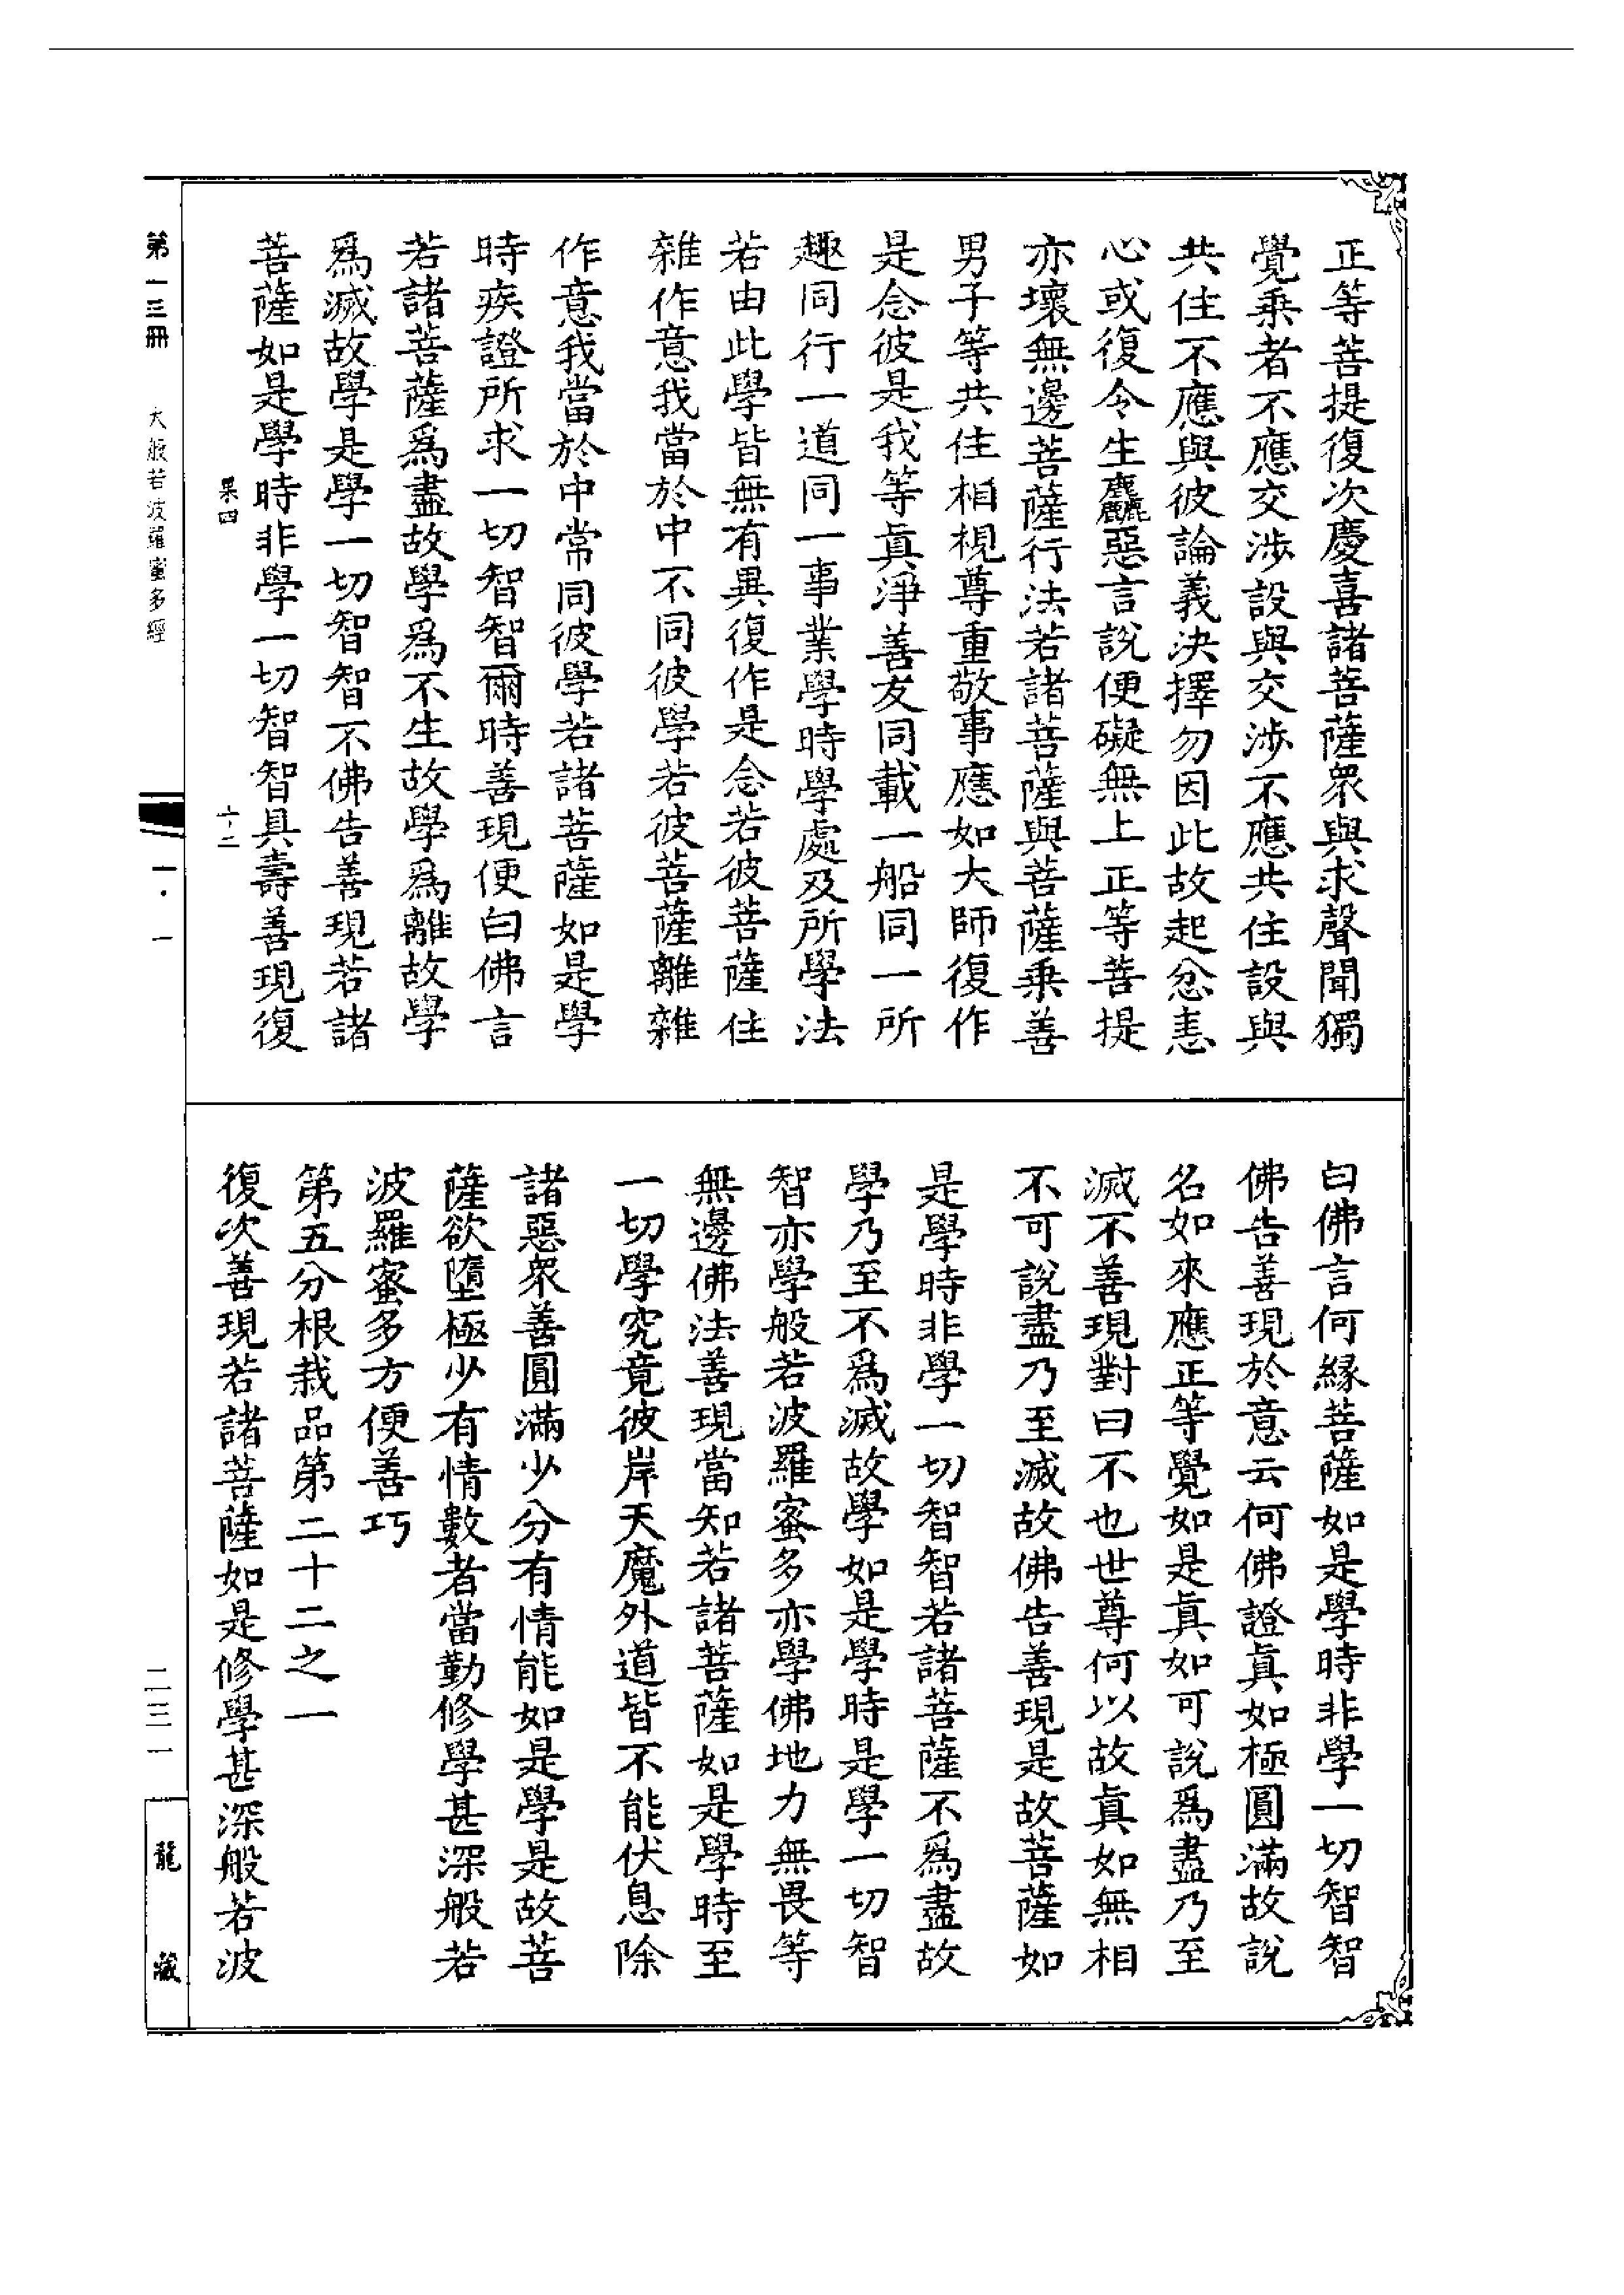 正等菩提復次慶喜諸菩薩眾與求聲聞獨
覺乗者不應交涉設與交涉不應共住設與
共住不應與彼論義決擇勿因此故起忿恚
心或復令生麤惡言說便礙無上正等菩提
亦壞無邊菩薩行法若諸菩薩與菩薩乗善
男子等共住相視尊重敬事應如大師復作
是念彼是我等眞淨善友同載一船同一所
趣同行一道同一事業學時學處及所學法
若由此學皆無有異復作是念若彼菩薩住
雜作意我當於中不同彼學若彼菩薩離雜
作意我當於中常同彼學若諸菩薩如是學
時疾證所求一切智智爾時善現便白佛言
若諸菩薩爲盡故學爲不生故學爲離故學
爲滅故學是學一切智智不佛告善現若諸
菩薩如是學時非學一切智智具壽善現復
白佛言何緣菩薩如是學時非學一切智智
佛告善現於意云何佛證眞如極圓滿故說
名如來應正等覺如是眞如可說爲盡乃至
滅不善現對曰不也世尊何以故眞如無相
不可說盡乃至滅故佛告善現是故菩薩如
是學時非學一切智智若諸菩薩不爲盡故
學乃至不爲滅故學如是學時是學一切智
智亦學般若波羅蜜多亦學佛地力無畏等
無邊佛法善現當知若諸菩薩如是學時至
一切學究竟彼岸天魔外道皆不能伏息除
諸惡眾善圓滿少分有情能如是學是故菩
薩欲墮極少有情數者當勤修學甚深般若
波羅蜜多方便善巧
第五分根栽品第二十二之一
復次善現若諸菩薩如是修學甚深般若波
果四
十二
第一三冊
大般若波羅蜜多經
一·一
二三一
龍藏